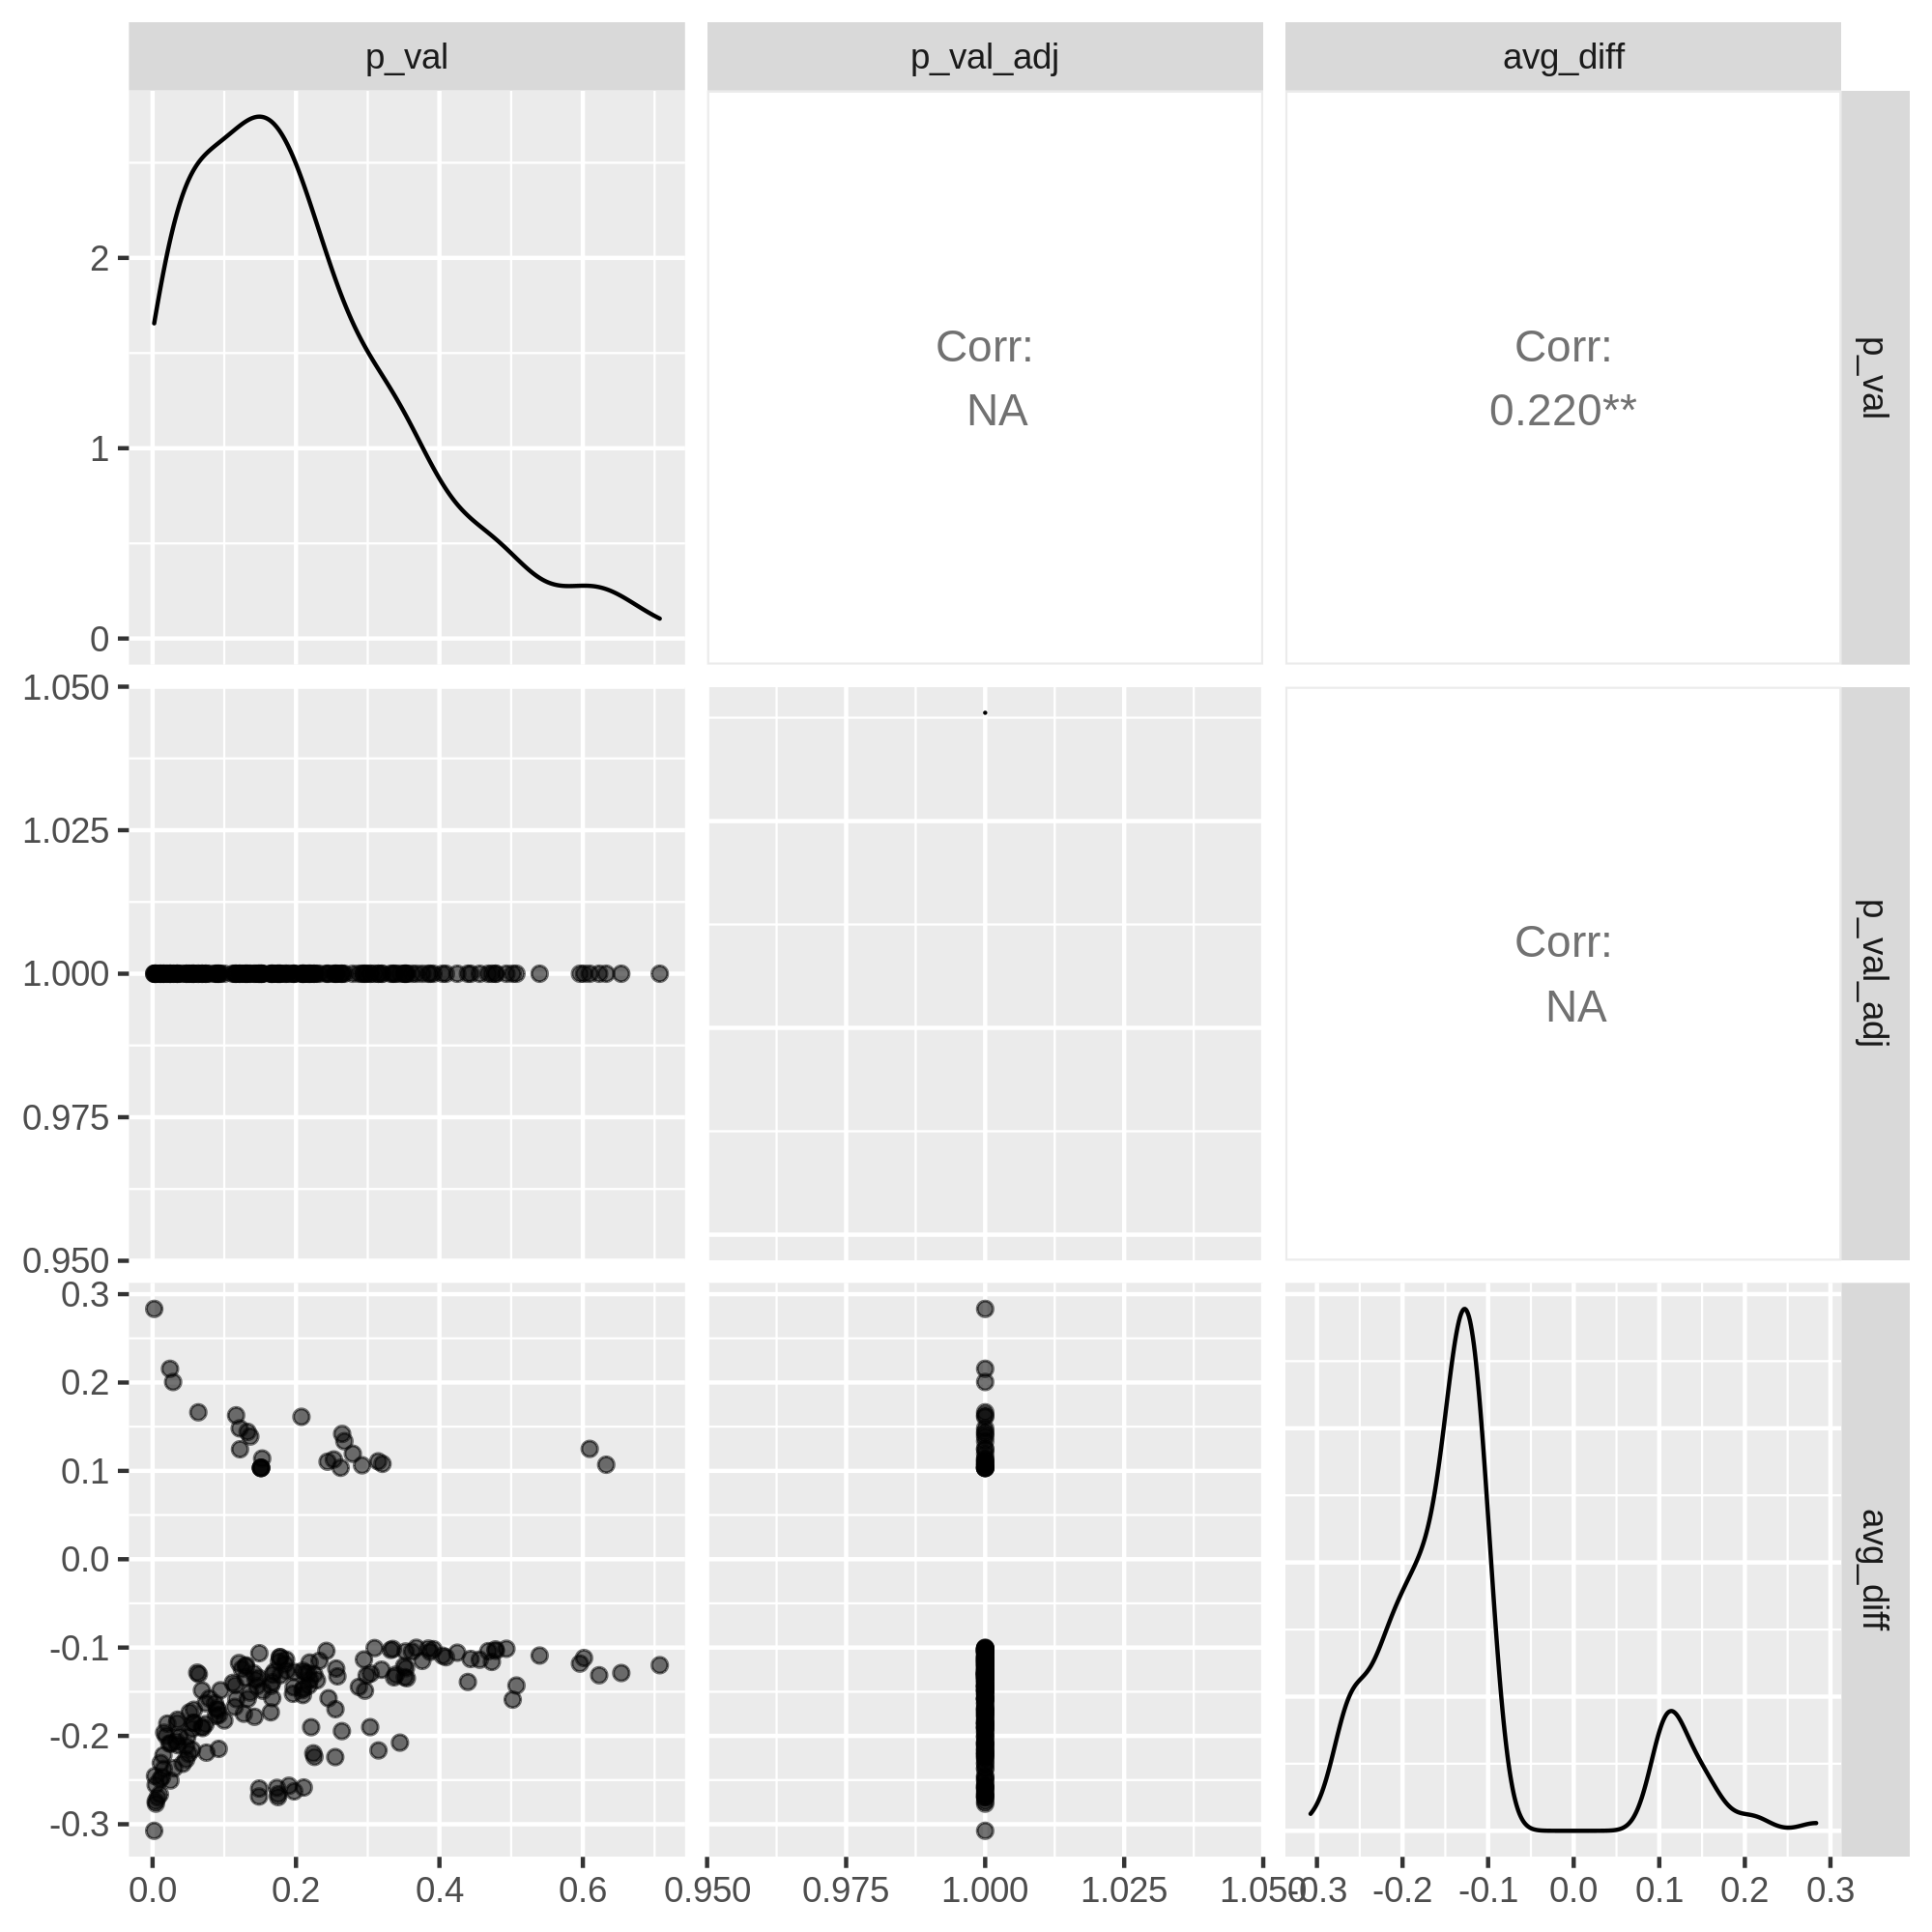 p_val
p_val_adj
avg_diff
2
1
0
Corr:
NA
Corr:
0.220**
p_val
1.050
1.025
1.000
0.975
0.950
Corr:
NA
p_val_adj
0.3
0.2
0.1
0.0
-0.1
-0.2
-0.3
avg_diff
0.0 0.2 0.4 0.6
0.950 0.975 1.000 1.025 1.050
-0.3 -0.2 -0.1 0.0 0.1 0.2 0.3